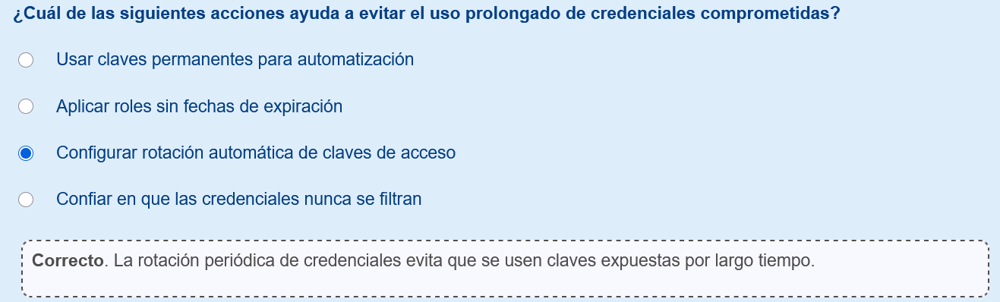 ¿Cuál de las siguientes acciones ayuda a evitar el uso prolongado de credenciales comprometidas?
Usar claves permanentes para automatización
Aplicar roles sin fechas de expiración
Configurar rotación automática de claves de acceso
Confiar en que las credenciales nunca se filtran
Correcto. La rotación periódica de credenciales evita que se usen claves expuestas por largo tiempo.